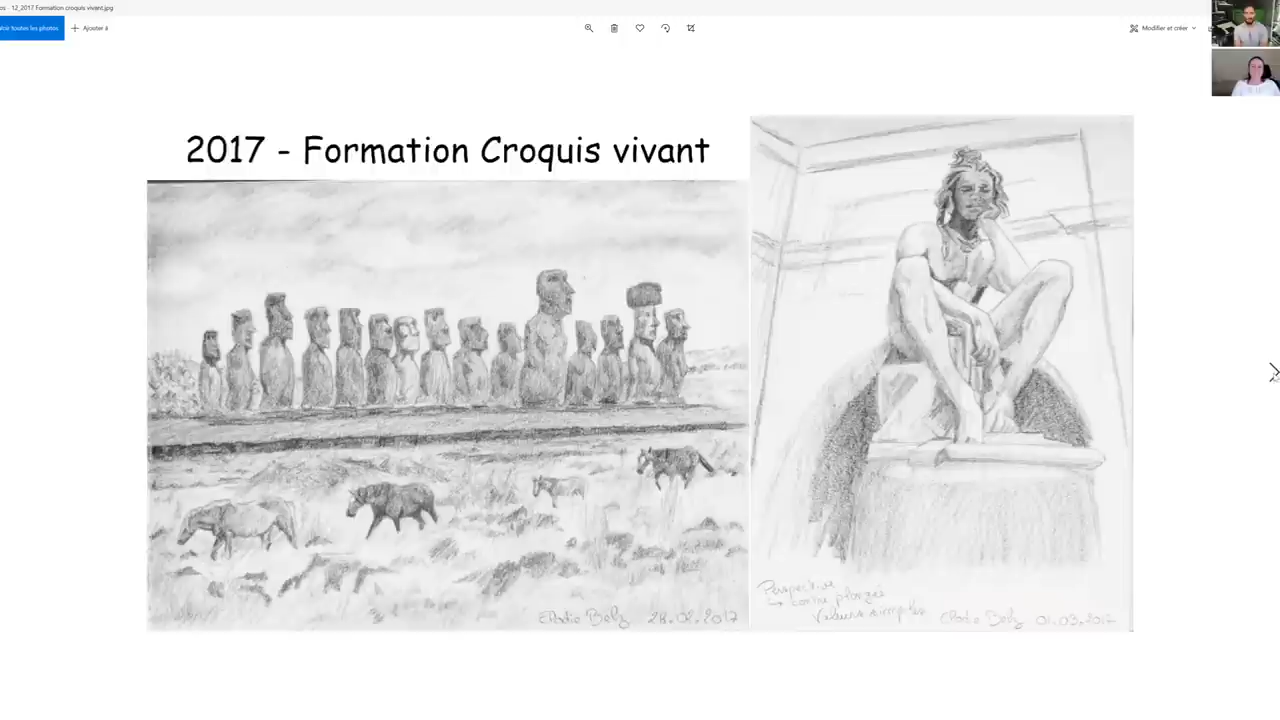 12_2017 Formation croquis vivant.jpg
Voir toutes les photos
Ajouter à
Modifier et créer
2017 - Formation Croquis vivant
Elodie Belz 28.02.2017
Perspective
contre plongée
Valeurs simples
Elodie Belz 01.03.2017